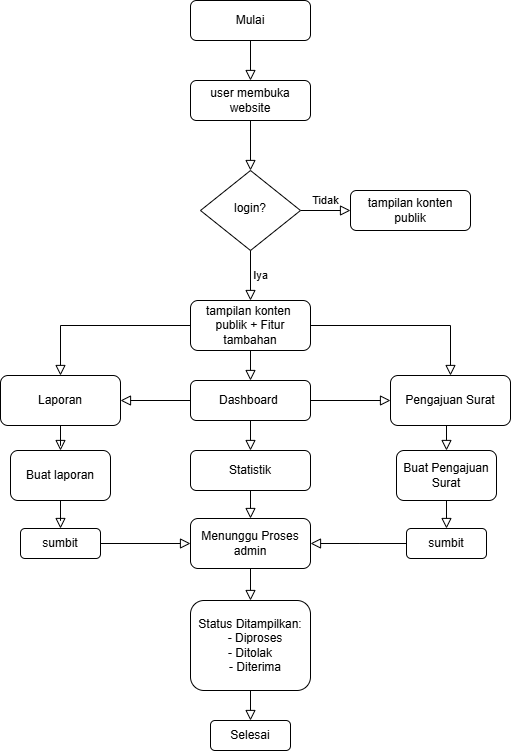 Mulai
user membuka
website
login?
Tidak
tampilan konten
publik
Iya
tampilan konten
publik + Fitur
tambahan
Laporan
Dashboard
Pengajuan Surat
Buat laporan
Statistik
Buat Pengajuan
Surat
sumbit
Menunggu Proses
admin
sumbit
Status Ditampilkan:
- Diproses
- Ditolak
- Diterima
Selesai